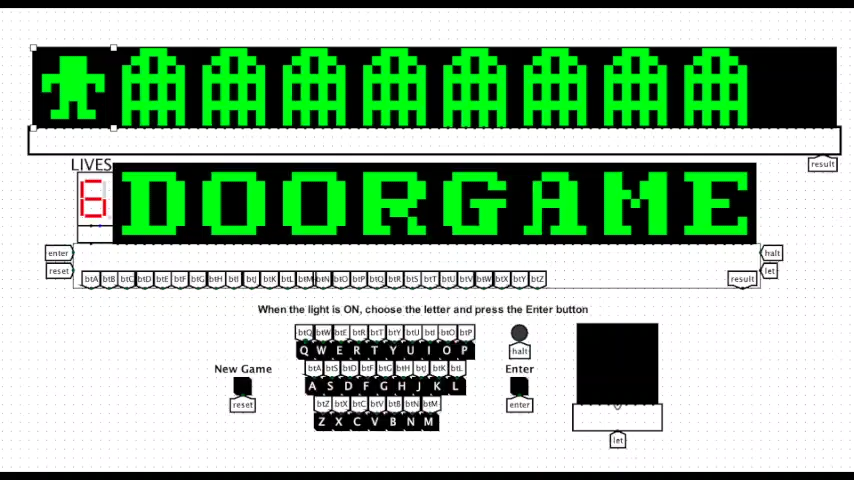 result
LIVES
6 DOORGAME
enter halt
reset let
btA btB btC btD btE btF btG btH btI btJ btK btL btM btN btO btP btQ btR btS btT btU btV btW btX btY btZ result
When the light is ON, choose the letter and press the Enter button
btQ btW btE btR btT btY btU btI btO btP
Q W E R T Y U I O P halt
New Game btA btS btD btF btG btH btJ btK btL Enter
A S D F G H J K L
reset btZ btX btC btV btB btN btM enter
Z X C V B N M
let